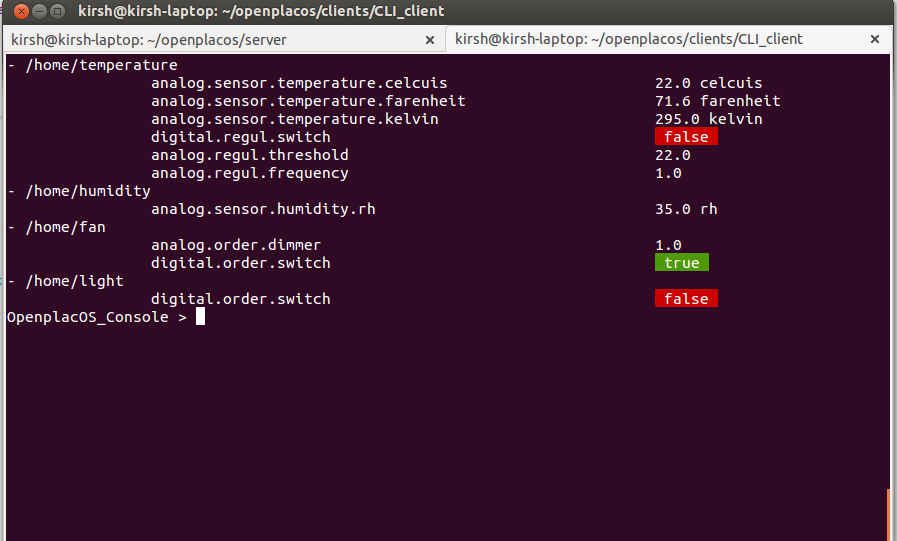 kirsh@kirsh-laptop: ~/openplacos/clients/CLI_client
kirsh@kirsh-laptop: ~/openplacos/server
kirsh@kirsh-laptop: ~/openplacos/clients/CLI_client
- /home/temperature
analog.sensor.temperature.celcuis 22.0 celcuis
analog.sensor.temperature.farenheit 71.6 farenheit
analog.sensor.temperature.kelvin 295.0 kelvin
digital.regul.switch false
analog.regul.threshold 22.0
analog.regul.frequency 1.0
- /home/humidity
analog.sensor.humidity.rh 35.0 rh
- /home/fan
analog.order.dimmer 1.0
digital.order.switch true
- /home/light
digital.order.switch false
OpenplacOS_Console >